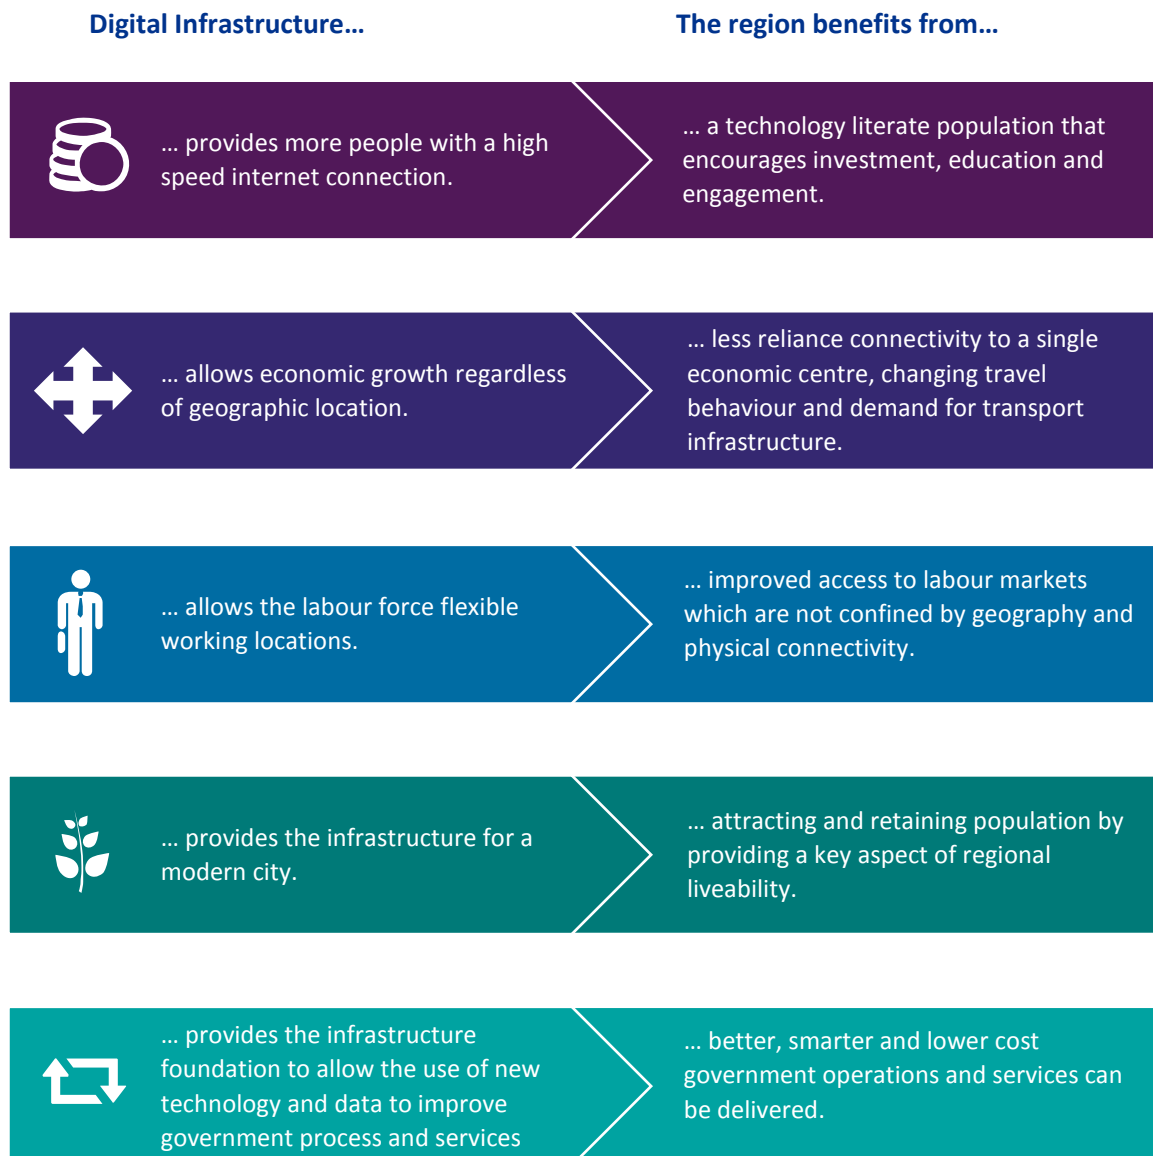 Digital Infrastructure…
The region benefits from…
… provides more people with a high
speed internet connection.
… a technology literate population that
encourages investment, education and
engagement.
… allows economic growth regardless
of geographic location.
… less reliance connectivity to a single
economic centre, changing travel
behaviour and demand for transport
infrastructure.
… allows the labour force flexible
working locations.
… improved access to labour markets
which are not confined by geography and
physical connectivity.
… provides the infrastructure for a
modern city.
… attracting and retaining population by
providing a key aspect of regional
liveability.
… provides the infrastructure
foundation to allow the use of new
technology and data to improve
government process and services
… better, smarter and lower cost
government operations and services can
be delivered.